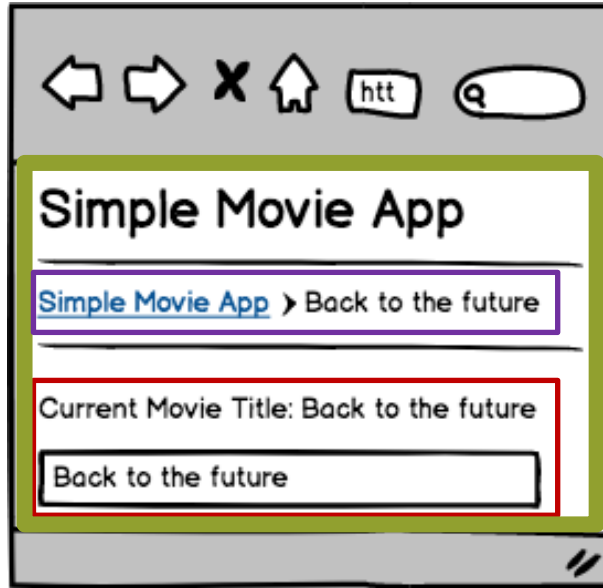 htt
Simple Movie App
Simple Movie App > Back to the future
Current Movie Title: Back to the future
Back to the future